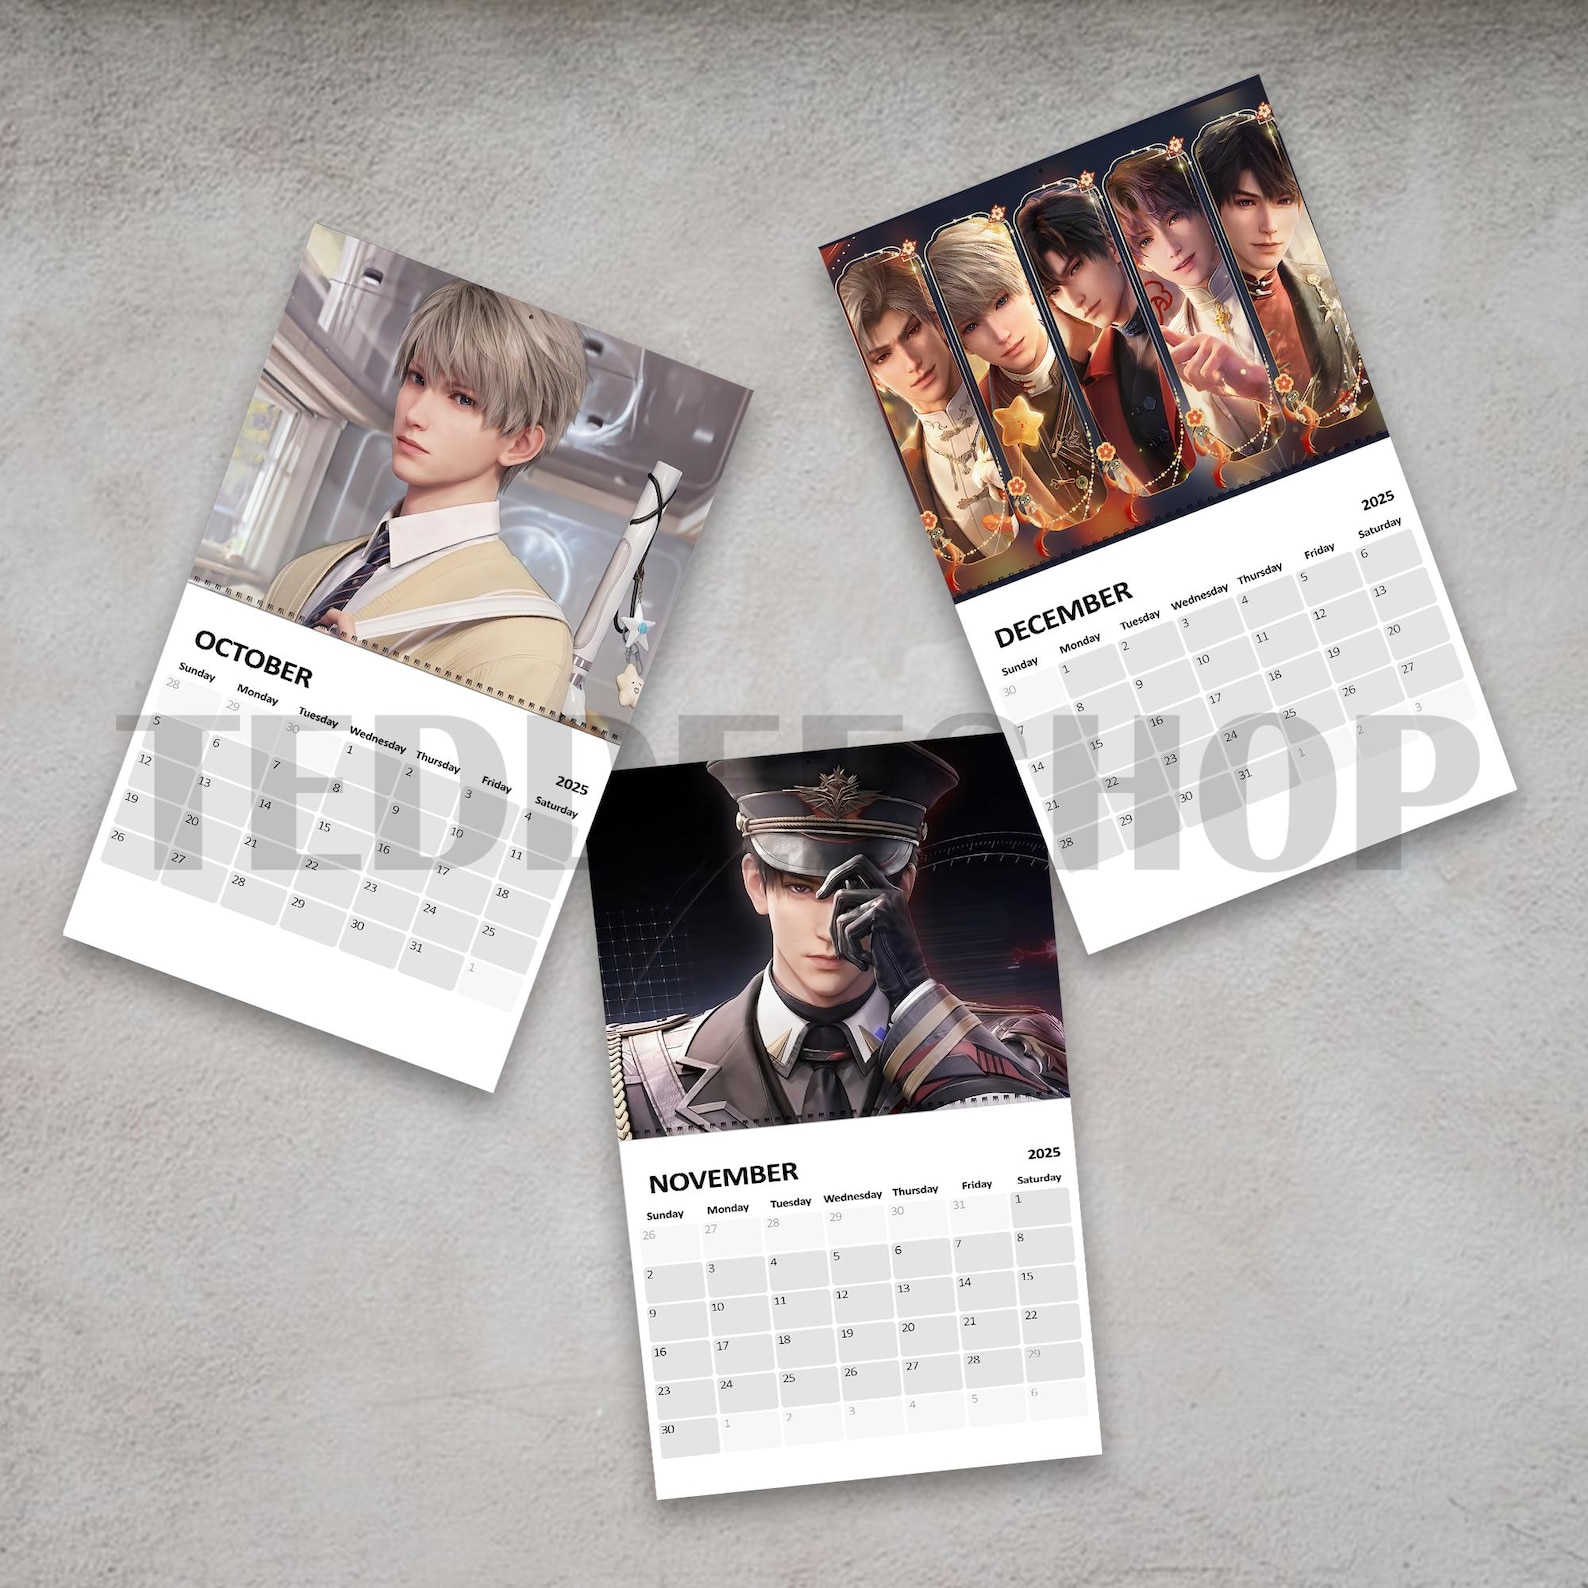 OCTOBER
2025
Sunday Monday Tuesday Wednesday Thursday Friday Saturday
28 29 30 1 2 3 4
5 6 7 8 9 10 11
12 13 14 15 16 17 18
19 20 21 22 23 24 25
26 27 28 29 30 31 1
DECEMBER
2025
Sunday Monday Tuesday Wednesday Thursday Friday Saturday
30 1 2 3 4 5 6
7 8 9 10 11 12 13
14 15 16 17 18 19 20
21 22 23 24 25 26 27
28 29 30 31 1 2 3
TEDDEESHOP
NOVEMBER
2025
Sunday Monday Tuesday Wednesday Thursday Friday Saturday
26 27 28 29 30 31 1
2 3 4 5 6 7 8
9 10 11 12 13 14 15
16 17 18 19 20 21 22
23 24 25 26 27 28 29
30 1 2 3 4 5 6